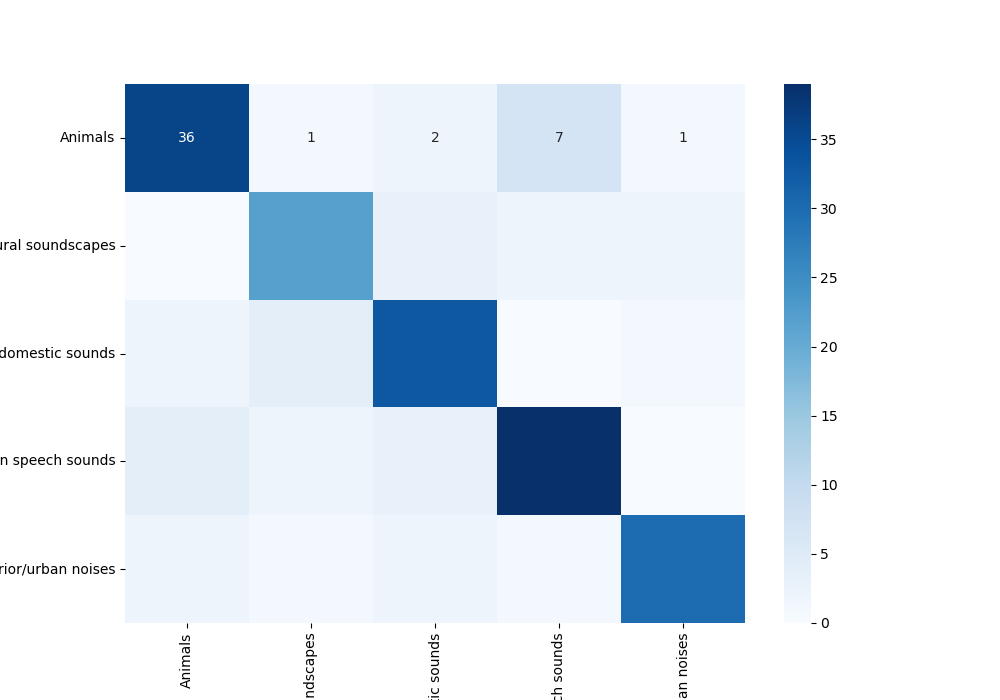 Animals
36 1 2 7 1
ural soundscapes
domestic sounds
n speech sounds
rior/urban noises
35
30
25
20
15
10
5
0
Animals
ndscapes
ic sounds
ch sounds
an noises